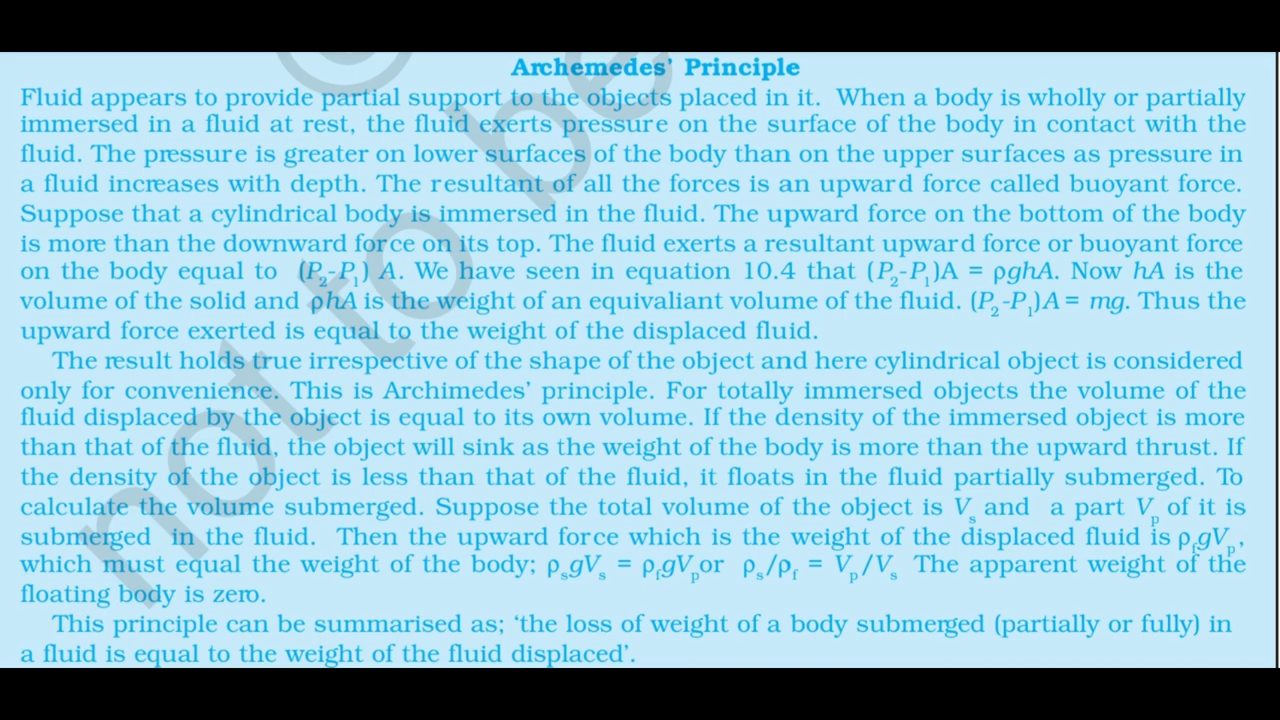 Archemedes' Principle
Fluid appears to provide partial support to the objects placed in it. When a body is wholly or partially
immersed in a fluid at rest, the fluid exerts pressure on the surface of the body in contact with the
fluid. The pressure is greater on lower surfaces of the body than on the upper surfaces as pressure in
a fluid increases with depth. The resultant of all the forces is an upward force called buoyant force.
Suppose that a cylindrical body is immersed in the fluid. The upward force on the bottom of the body
is more than the downward force on its top. The fluid exerts a resultant upward force or buoyant force
on the body equal to (P₂-P₁) A. We have seen in equation 10.4 that (P₂-P₁)A = ρghA. Now hA is the
volume of the solid and ρhA is the weight of an equivaliant volume of the fluid. (P₂-P₁)A = mg. Thus the
upward force exerted is equal to the weight of the displaced fluid.
The result holds true irrespective of the shape of the object and here cylindrical object is considered
only for convenience. This is Archimedes' principle. For totally immersed objects the volume of the
fluid displaced by the object is equal to its own volume. If the density of the immersed object is more
than that of the fluid, the object will sink as the weight of the body is more than the upward thrust. If
the density of the object is less than that of the fluid, it floats in the fluid partially submerged. To
calculate the volume submerged. Suppose the total volume of the object is Vₛ and a part Vₚ of it is
submerged in the fluid. Then the upward force which is the weight of the displaced fluid is ρ_fgVₚ,
which must equal the weight of the body; ρₛgVₛ = ρ_fgVₚor ρₛ/ρ_f = Vₚ/Vₛ The apparent weight of the
floating body is zero.
This principle can be summarised as; 'the loss of weight of a body submerged (partially or fully) in
a fluid is equal to the weight of the fluid displaced'.
not to be